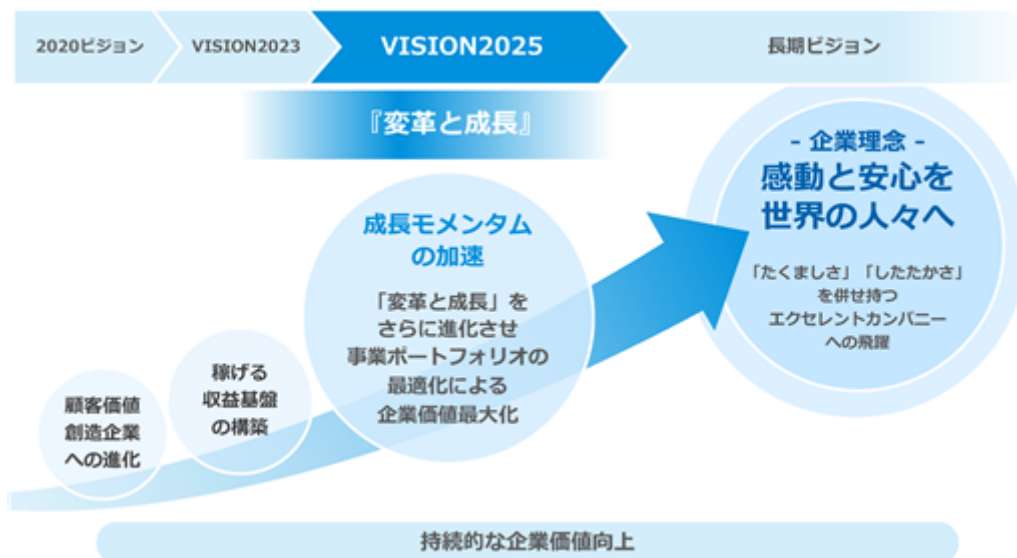 2020ビジョン
VISION2023
VISION2025
長期ビジョン
『変革と成長』
- 企業理念 -
感動と安心を
世界の人々へ
「たくましさ」「したたかさ」
を併せ持つ
エクセレントカンパニー
への飛躍
成長モメンタム
の加速
「変革と成長」を
さらに進化させ
事業ポートフォリオの
最適化による
企業価値最大化
稼げる
収益基盤
の構築
顧客価値
創造企業
への進化
持続的な企業価値向上